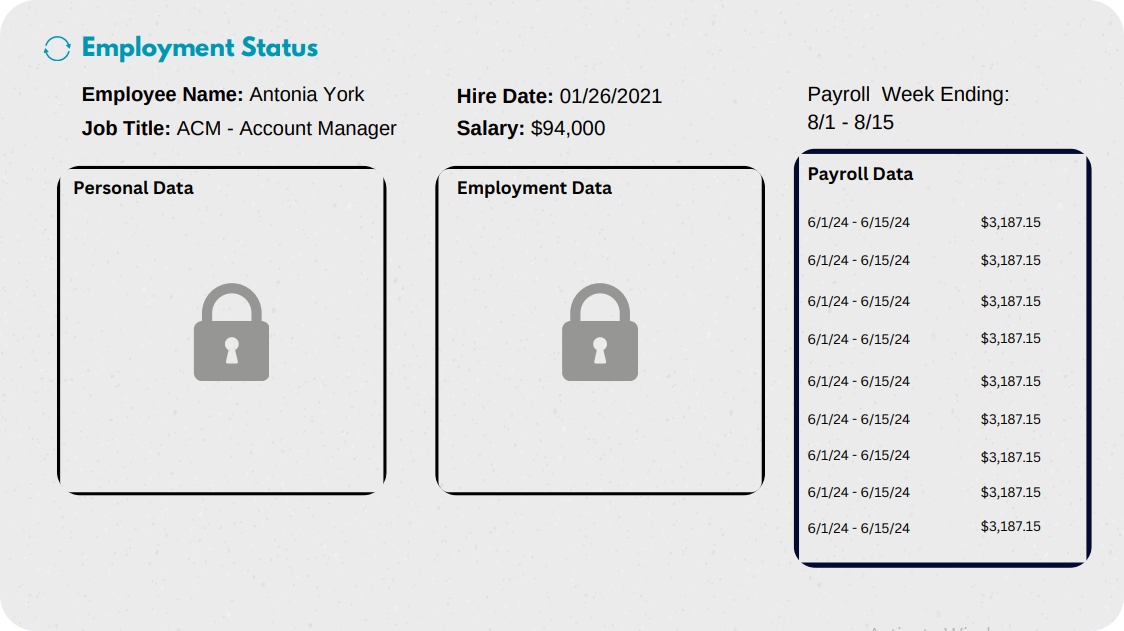 Employment Status
Employee Name: Antonia York
Job Title: ACM - Account Manager
Hire Date: 01/26/2021
Salary: $94,000
Payroll  Week Ending:
8/1 - 8/15
Personal Data
Employment Data
Payroll Data
6/1/24 - 6/15/24 $3,187.15
6/1/24 - 6/15/24 $3,187.15
6/1/24 - 6/15/24 $3,187.15
6/1/24 - 6/15/24 $3,187.15
6/1/24 - 6/15/24 $3,187.15
6/1/24 - 6/15/24 $3,187.15
6/1/24 - 6/15/24 $3,187.15
6/1/24 - 6/15/24 $3,187.15
6/1/24 - 6/15/24 $3,187.15